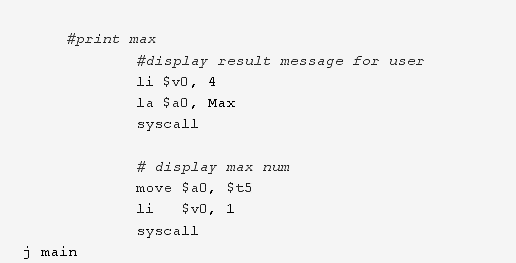 #print max
#display result message for user
li $v0, 4
la $a0, Max
syscall
# display max num
move $a0, $t5
li $v0, 1
syscall
j main